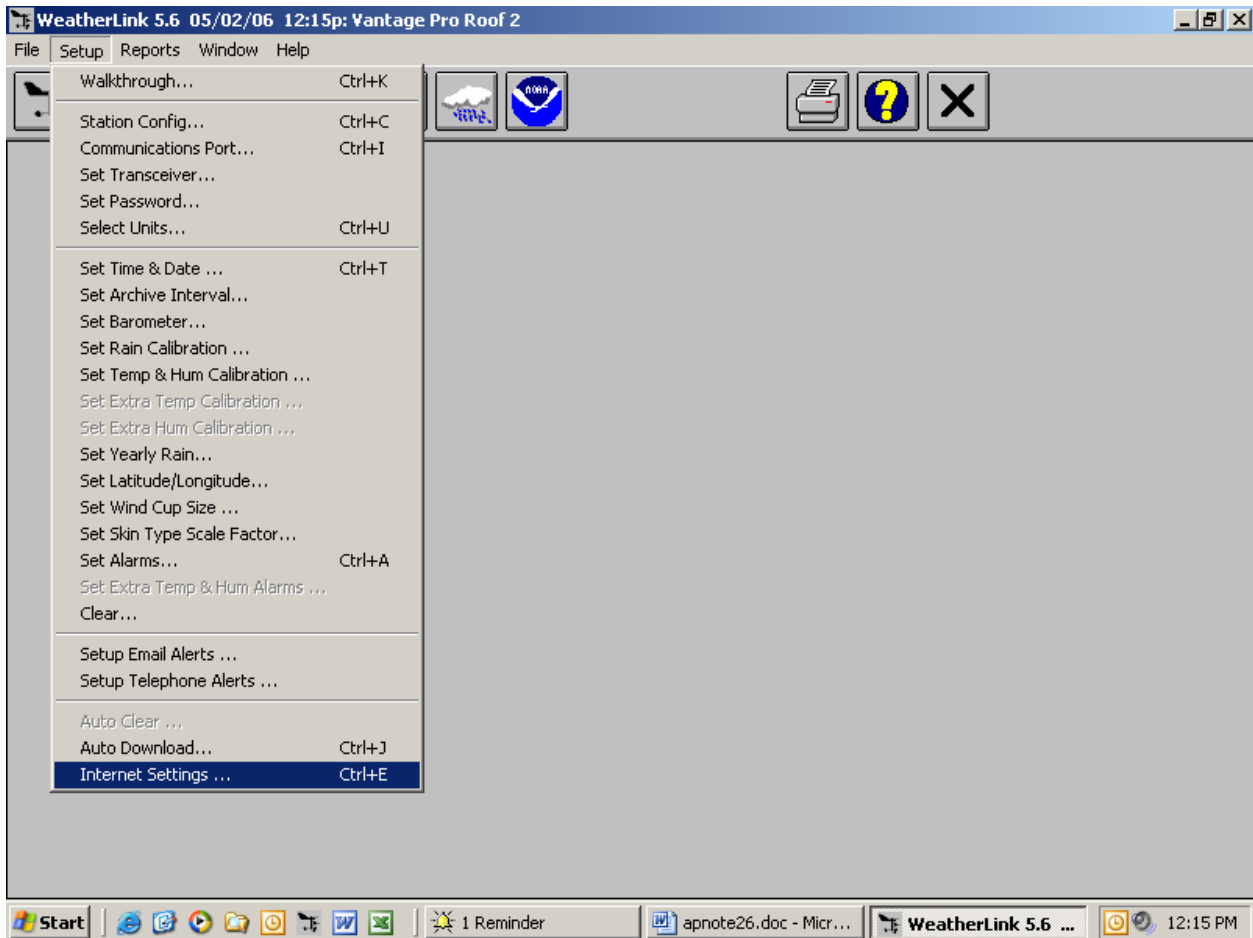 WeatherLink 5.6 05/02/06 12:15p: Vantage Pro Roof 2
File Setup Reports Window Help
Walkthrough... Ctrl+K
NOAA
Station Config... Ctrl+C
Communications Port... Ctrl+I
Set Transceiver...
Set Password...
Select Units... Ctrl+U
Set Time & Date ... Ctrl+T
Set Archive Interval...
Set Barometer...
Set Rain Calibration ...
Set Temp & Hum Calibration ...
Set Extra Temp Calibration ...
Set Extra Hum Calibration ...
Set Yearly Rain...
Set Latitude/Longitude...
Set Wind Cup Size ...
Set Skin Type Scale Factor...
Set Alarms... Ctrl+A
Set Extra Temp & Hum Alarms ...
Clear...
Setup Email Alerts ...
Setup Telephone Alerts ...
Auto Clear ...
Auto Download... Ctrl+J
Internet Settings ... Ctrl+E
Start 1 Reminder apnote26.doc - Micr... WeatherLink 5.6 ... 12:15 PM